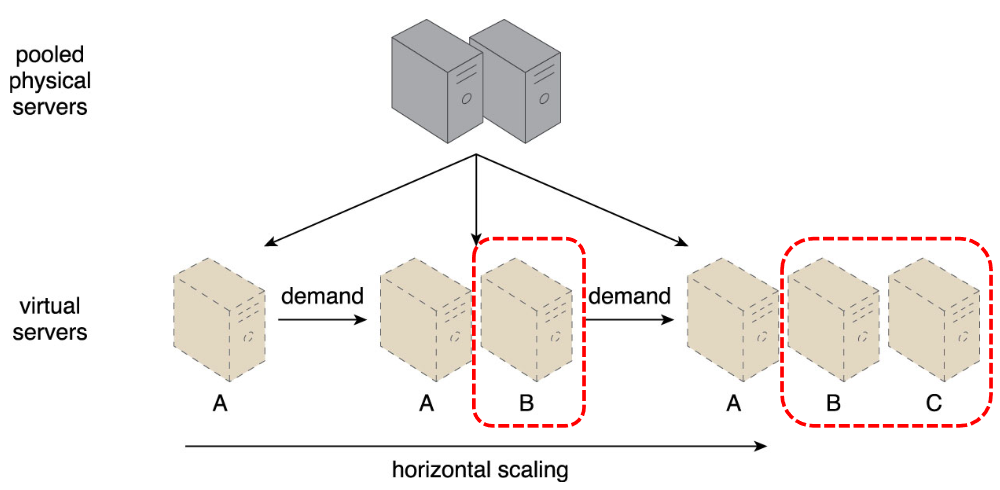 pooled
physical
servers
virtual
servers
demand
demand
A
A
B
A
B
C
horizontal scaling